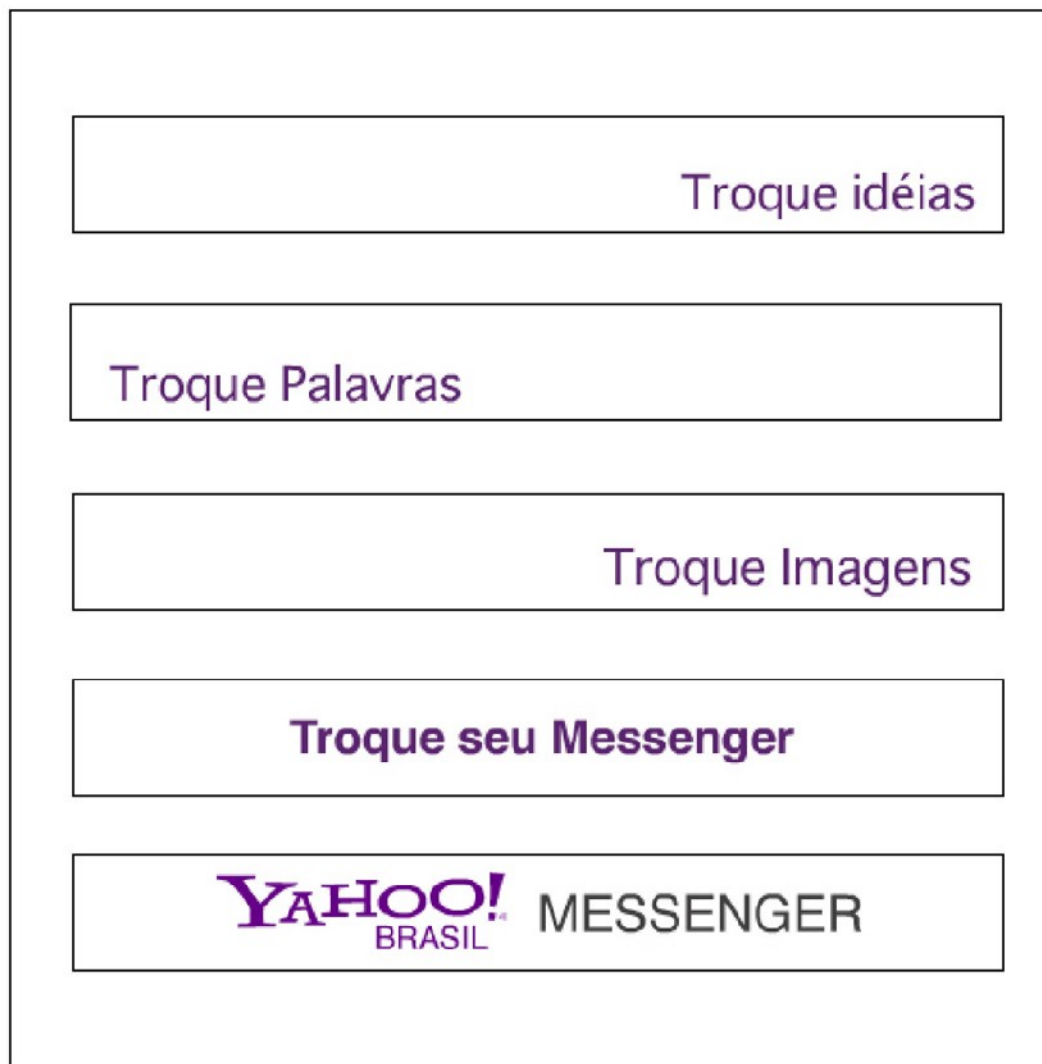 Troque idéias
Troque Palavras
Troque Imagens
Troque seu Messenger
YAHOO! MESSENGER
BRASIL